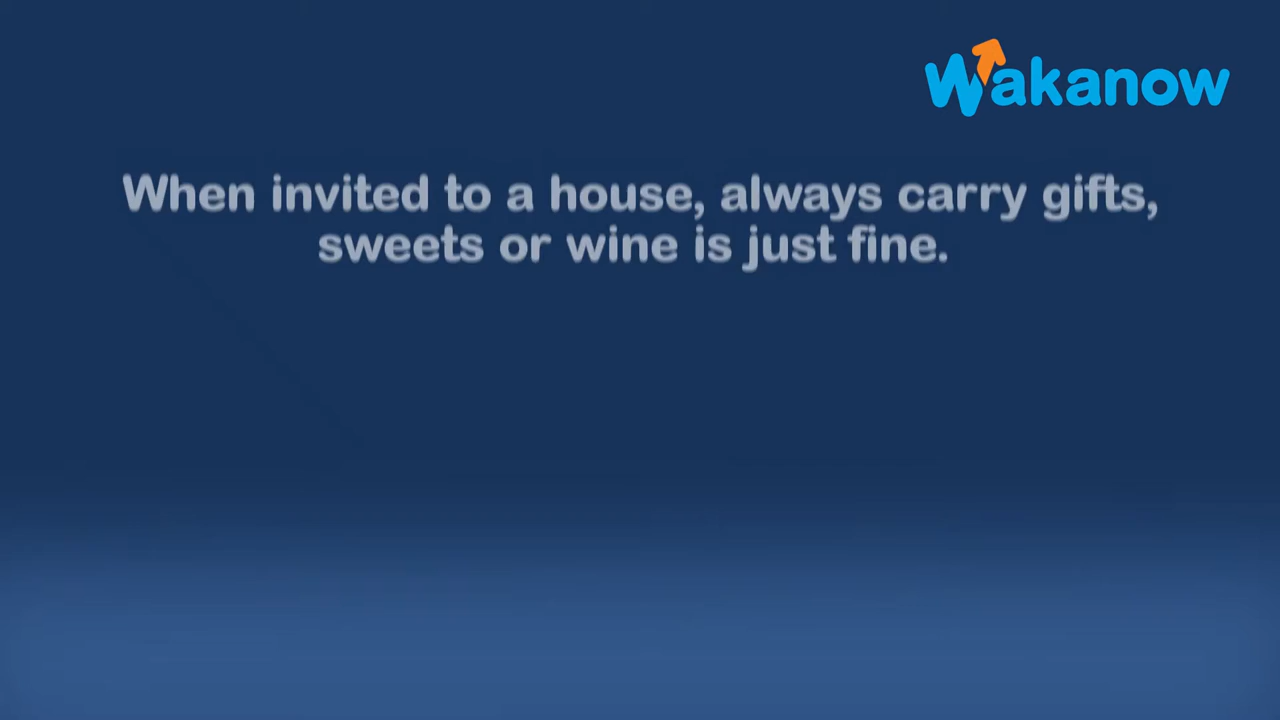 Wakanow
When invited to a house, always carry gifts,
sweets or wine is just fine.